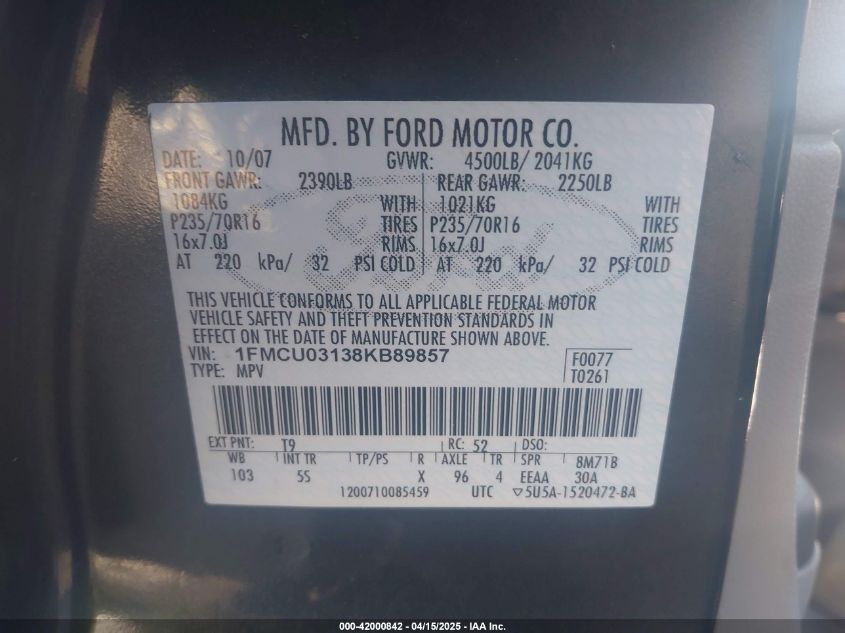 MFD. BY FORD MOTOR CO.
DATE: 10/07 GVWR: 4500LB/ 2041KG
FRONT GAWR: 2390LB REAR GAWR: 2250LB
1084KG WITH 1021KG WITH
P235/70R16 TIRES P235/70R16 TIRES
16x7.0J RIMS 16x7.0J RIMS
AT 220 kPa/ 32 PSI COLD AT 220 kPa/ 32 PSI COLD
Ford
THIS VEHICLE CONFORMS TO ALL APPLICABLE FEDERAL MOTOR
VEHICLE SAFETY AND THEFT PREVENTION STANDARDS IN
EFFECT ON THE DATE OF MANUFACTURE SHOWN ABOVE.
VIN: 1FMCU03138KB89857 F0077
TYPE: MPV T0261
EXT PNT: T9 RC: 52 DSO:
WB INT TR TP/PS R AXLE TR SPR 8M71B
103 5S X 96 4 EEAA 30A
1200710085459 UTC ▽5U5A-1520472-BA
000-42000842 - 04/15/2025 - IAA Inc.